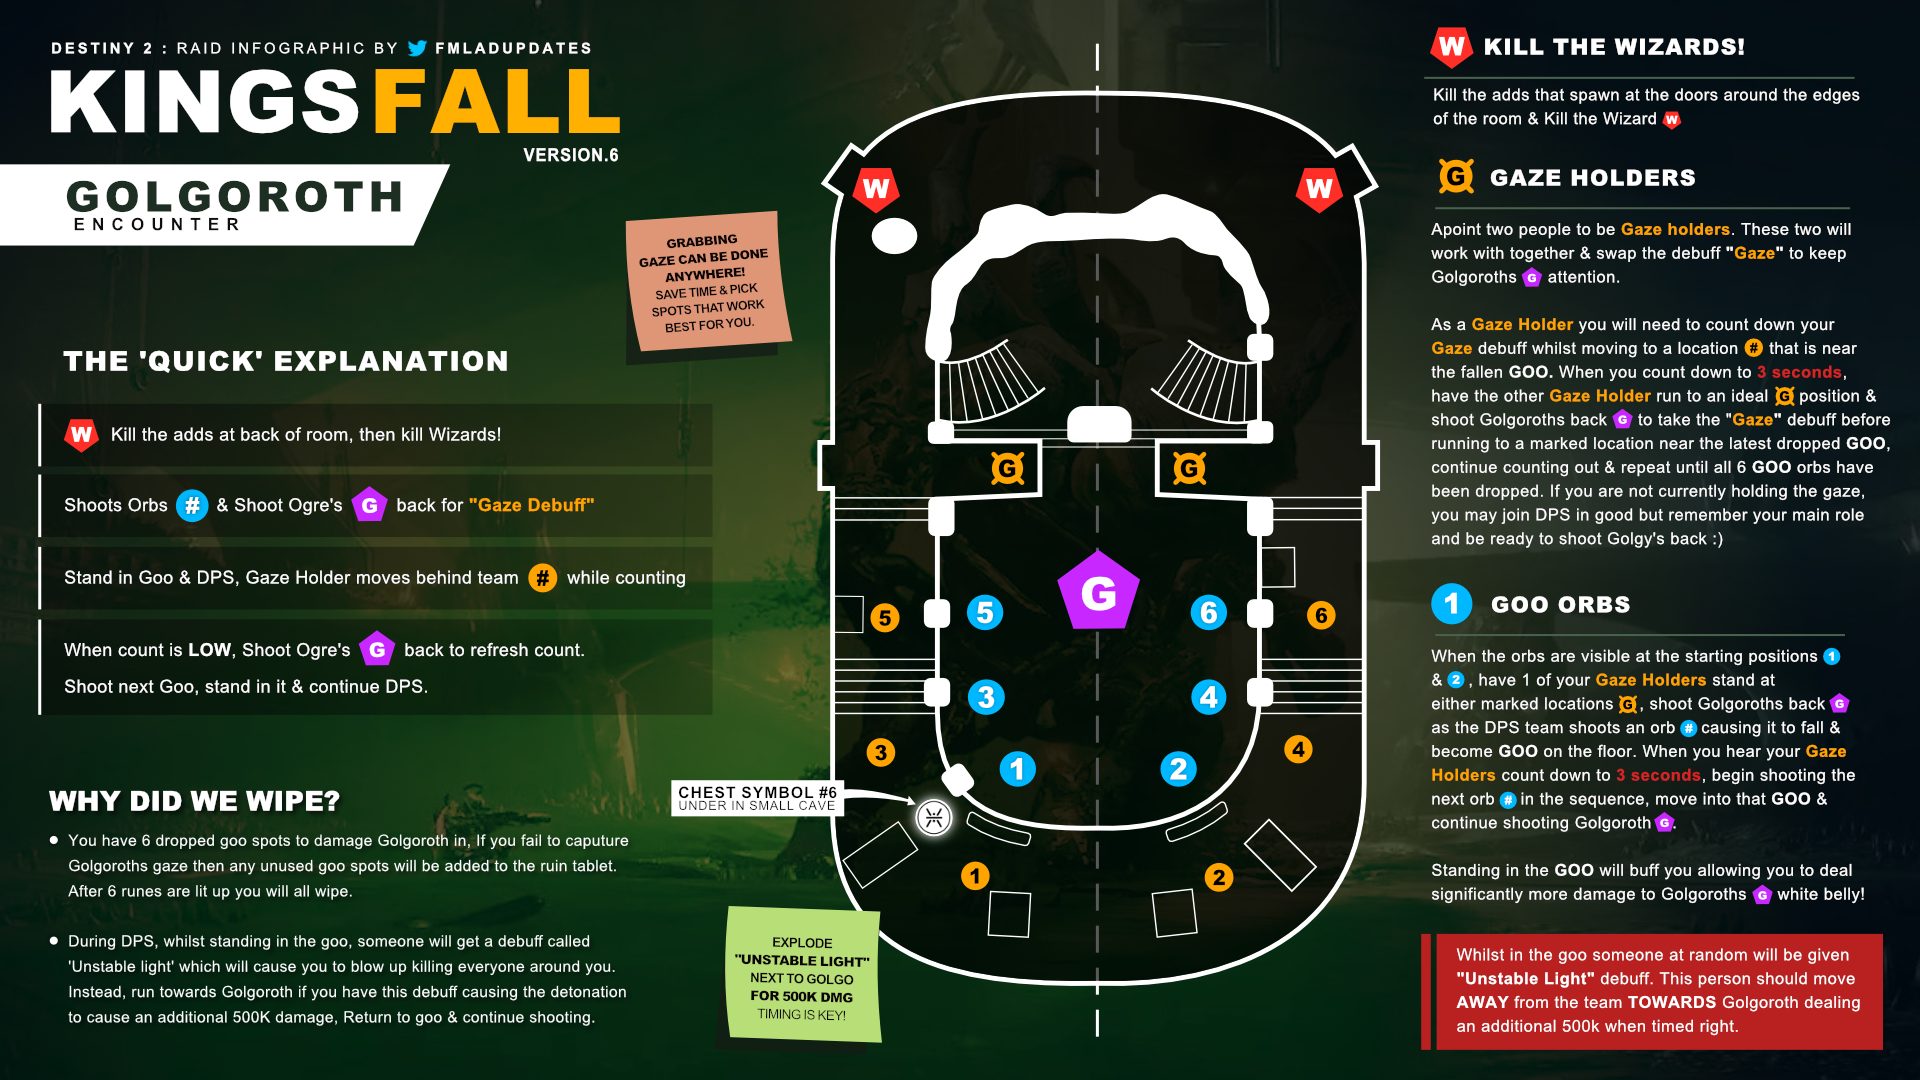 DESTINY 2 : RAID INFOGRAPHIC BY FMLADUPDATES
KINGSFALL
VERSION.6
GOLGOROTH
ENCOUNTER
GRABBING
GAZE CAN BE DONE
ANYWHERE!
SAVE TIME & PICK
SPOTS THAT WORK
BEST FOR YOU.
THE 'QUICK' EXPLANATION
W Kill the adds at back of room, then kill Wizards!
Shoots Orbs # & Shoot Ogre's G back for "Gaze Debuff"
Stand in Goo & DPS, Gaze Holder moves behind team # while counting
When count is LOW, Shoot Ogre's G back to refresh count.
Shoot next Goo, stand in it & continue DPS.
WHY DID WE WIPE?
You have 6 dropped goo spots to damage Golgoroth in, If you fail to caputure
Golgoroths gaze then any unused goo spots will be added to the ruin tablet.
After 6 runes are lit up you will all wipe.
During DPS, whilst standing in the goo, someone will get a debuff called
'Unstable light' which will cause you to blow up killing everyone around you.
Instead, run towards Golgoroth if you have this debuff causing the detonation
to cause an additional 500K damage, Return to goo & continue shooting.
W W
G G
G
5 5 6 6
3 4
3 4
1 2
CHEST SYMBOL #6
UNDER IN SMALL CAVE
1 2
EXPLODE
"UNSTABLE LIGHT"
NEXT TO GOLGO
FOR 500K DMG
TIMING IS KEY!
W KILL THE WIZARDS!
Kill the adds that spawn at the doors around the edges
of the room & Kill the Wizard W
G GAZE HOLDERS
Apoint two people to be Gaze holders. These two will
work with together & swap the debuff "Gaze" to keep
Golgoroths G attention.
As a Gaze Holder you will need to count down your
Gaze debuff whilst moving to a location # that is near
the fallen GOO. When you count down to 3 seconds,
have the other Gaze Holder run to an ideal G position &
shoot Golgoroths back G to take the "Gaze" debuff before
running to a marked location near the latest dropped GOO,
continue counting out & repeat until all 6 GOO orbs have
been dropped. If you are not currently holding the gaze,
you may join DPS in good but remember your main role
and be ready to shoot Golgy's back :)
1 GOO ORBS
When the orbs are visible at the starting positions 1
& 2 , have 1 of your Gaze Holders stand at
either marked locations G , shoot Golgoroths back G
as the DPS team shoots an orb # causing it to fall &
become GOO on the floor. When you hear your Gaze
Holders count down to 3 seconds, begin shooting the
next orb # in the sequence, move into that GOO &
continue shooting Golgoroth G .
Standing in the GOO will buff you allowing you to deal
significantly more damage to Golgoroths G white belly!
Whilst in the goo someone at random will be given
"Unstable Light" debuff. This person should move
AWAY from the team TOWARDS Golgoroth dealing
an additional 500k when timed right.